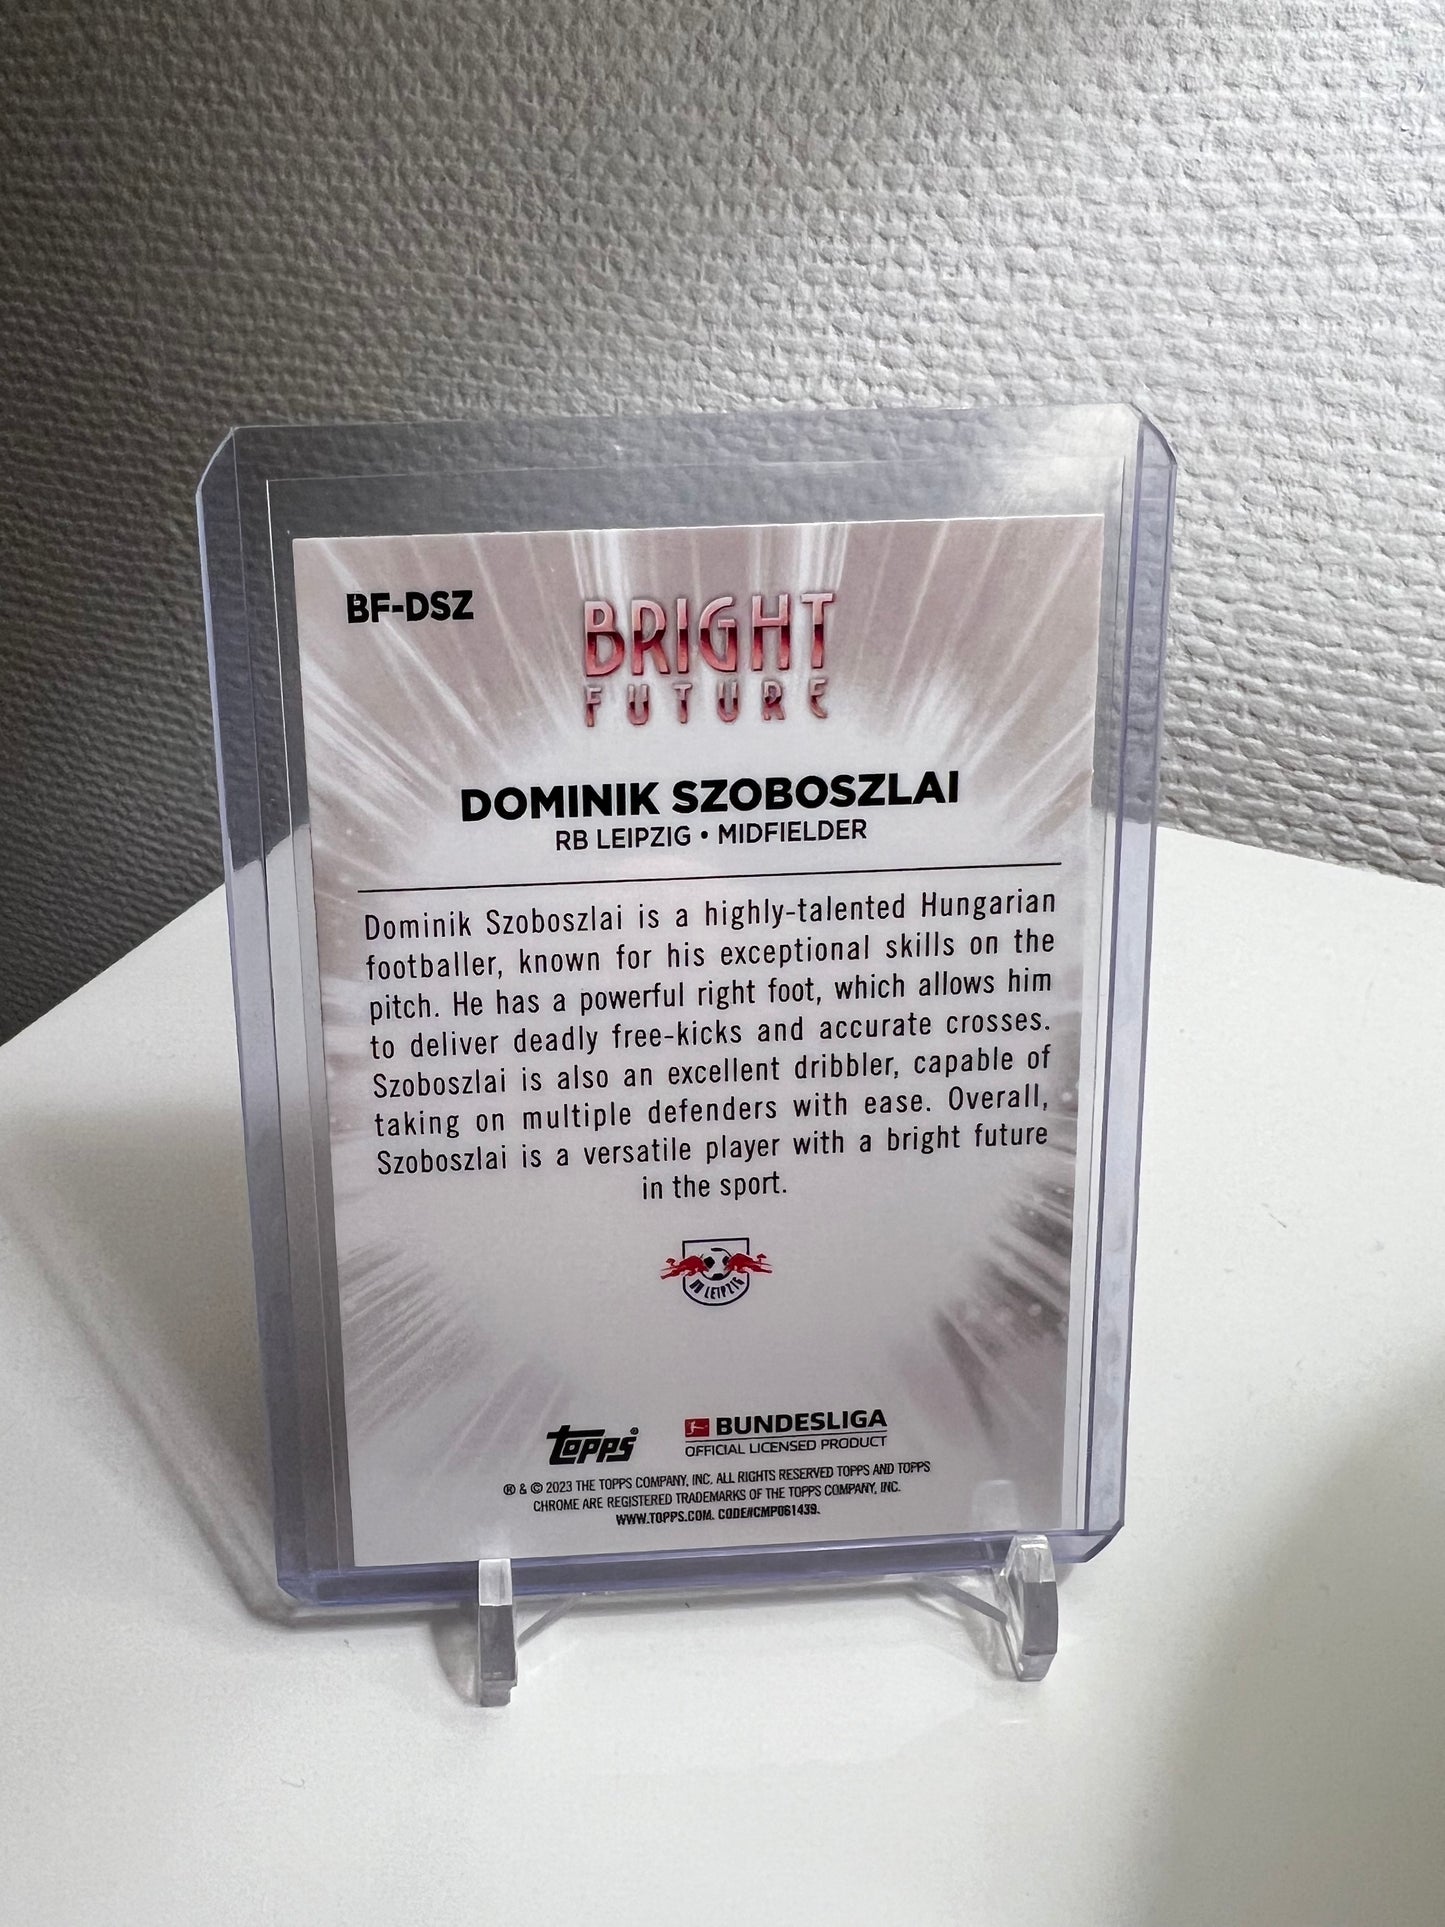 BF-DSZ
BRIGHT
FUTURE
DOMINIK SZOBOSZLAI
RB LEIPZIG • MIDFIELDER
Dominik Szoboszlai is a highly-talented Hungarian
footballer, known for his exceptional skills on the
pitch. He has a powerful right foot, which allows him
to deliver deadly free-kicks and accurate crosses.
Szoboszlai is also an excellent dribbler, capable of
taking on multiple defenders with ease. Overall,
Szoboszlai is a versatile player with a bright future
in the sport.
RB LEIPZIG
topps®
BUNDESLIGA
OFFICIAL LICENSED PRODUCT
® & © 2023 THE TOPPS COMPANY, INC. ALL RIGHTS RESERVED TOPPS AND TOPPS
CHROME ARE REGISTERED TRADEMARKS OF THE TOPPS COMPANY, INC.
WWW.TOPPS.COM. CODE#CMP061439.